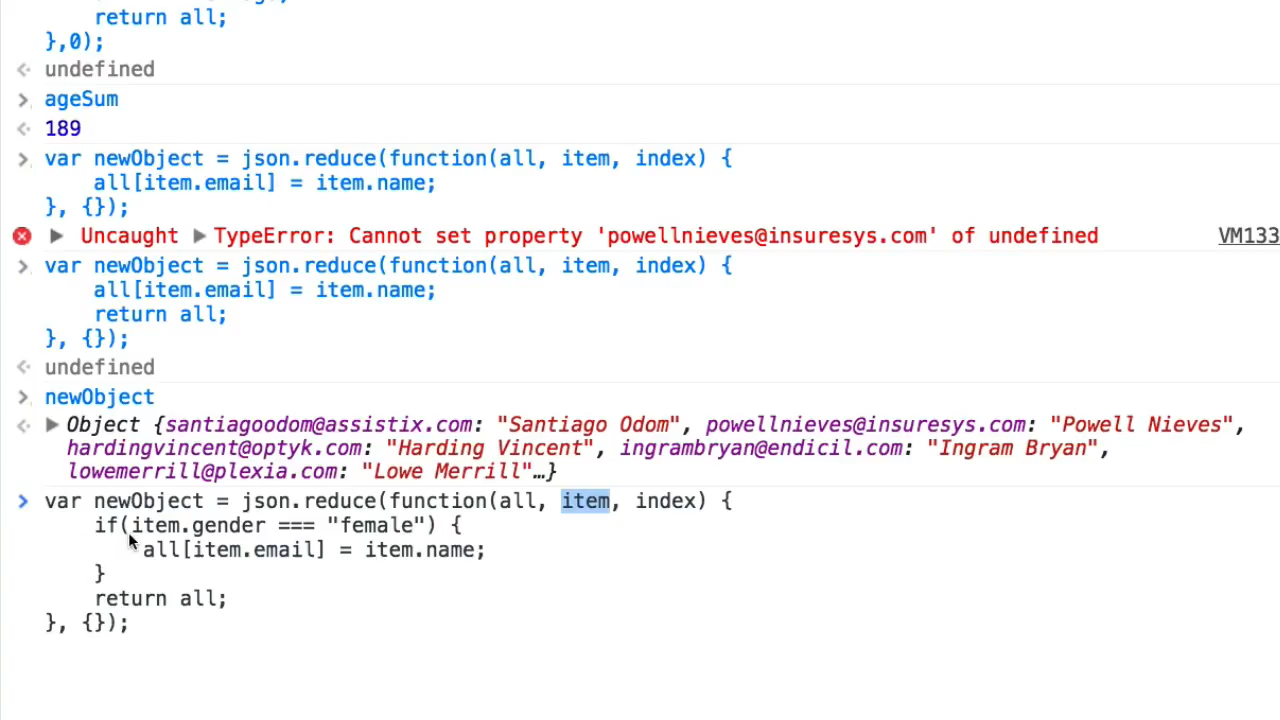 return all;
},0);
undefined
ageSum
189
var newObject = json.reduce(function(all, item, index) {
all[item.email] = item.name;
}, {});
Uncaught TypeError: Cannot set property 'powellnieves@insuresys.com' of undefined VM133
var newObject = json.reduce(function(all, item, index) {
all[item.email] = item.name;
return all;
}, {});
undefined
newObject
Object {santiagoodom@assistix.com: "Santiago Odom", powellnieves@insuresys.com: "Powell Nieves",
hardingvincent@optyk.com: "Harding Vincent", ingrambryan@endicil.com: "Ingram Bryan",
lowemerrill@plexia.com: "Lowe Merrill"…}
var newObject = json.reduce(function(all, item, index) {
if(item.gender === "female") {
all[item.email] = item.name;
}
return all;
}, {});